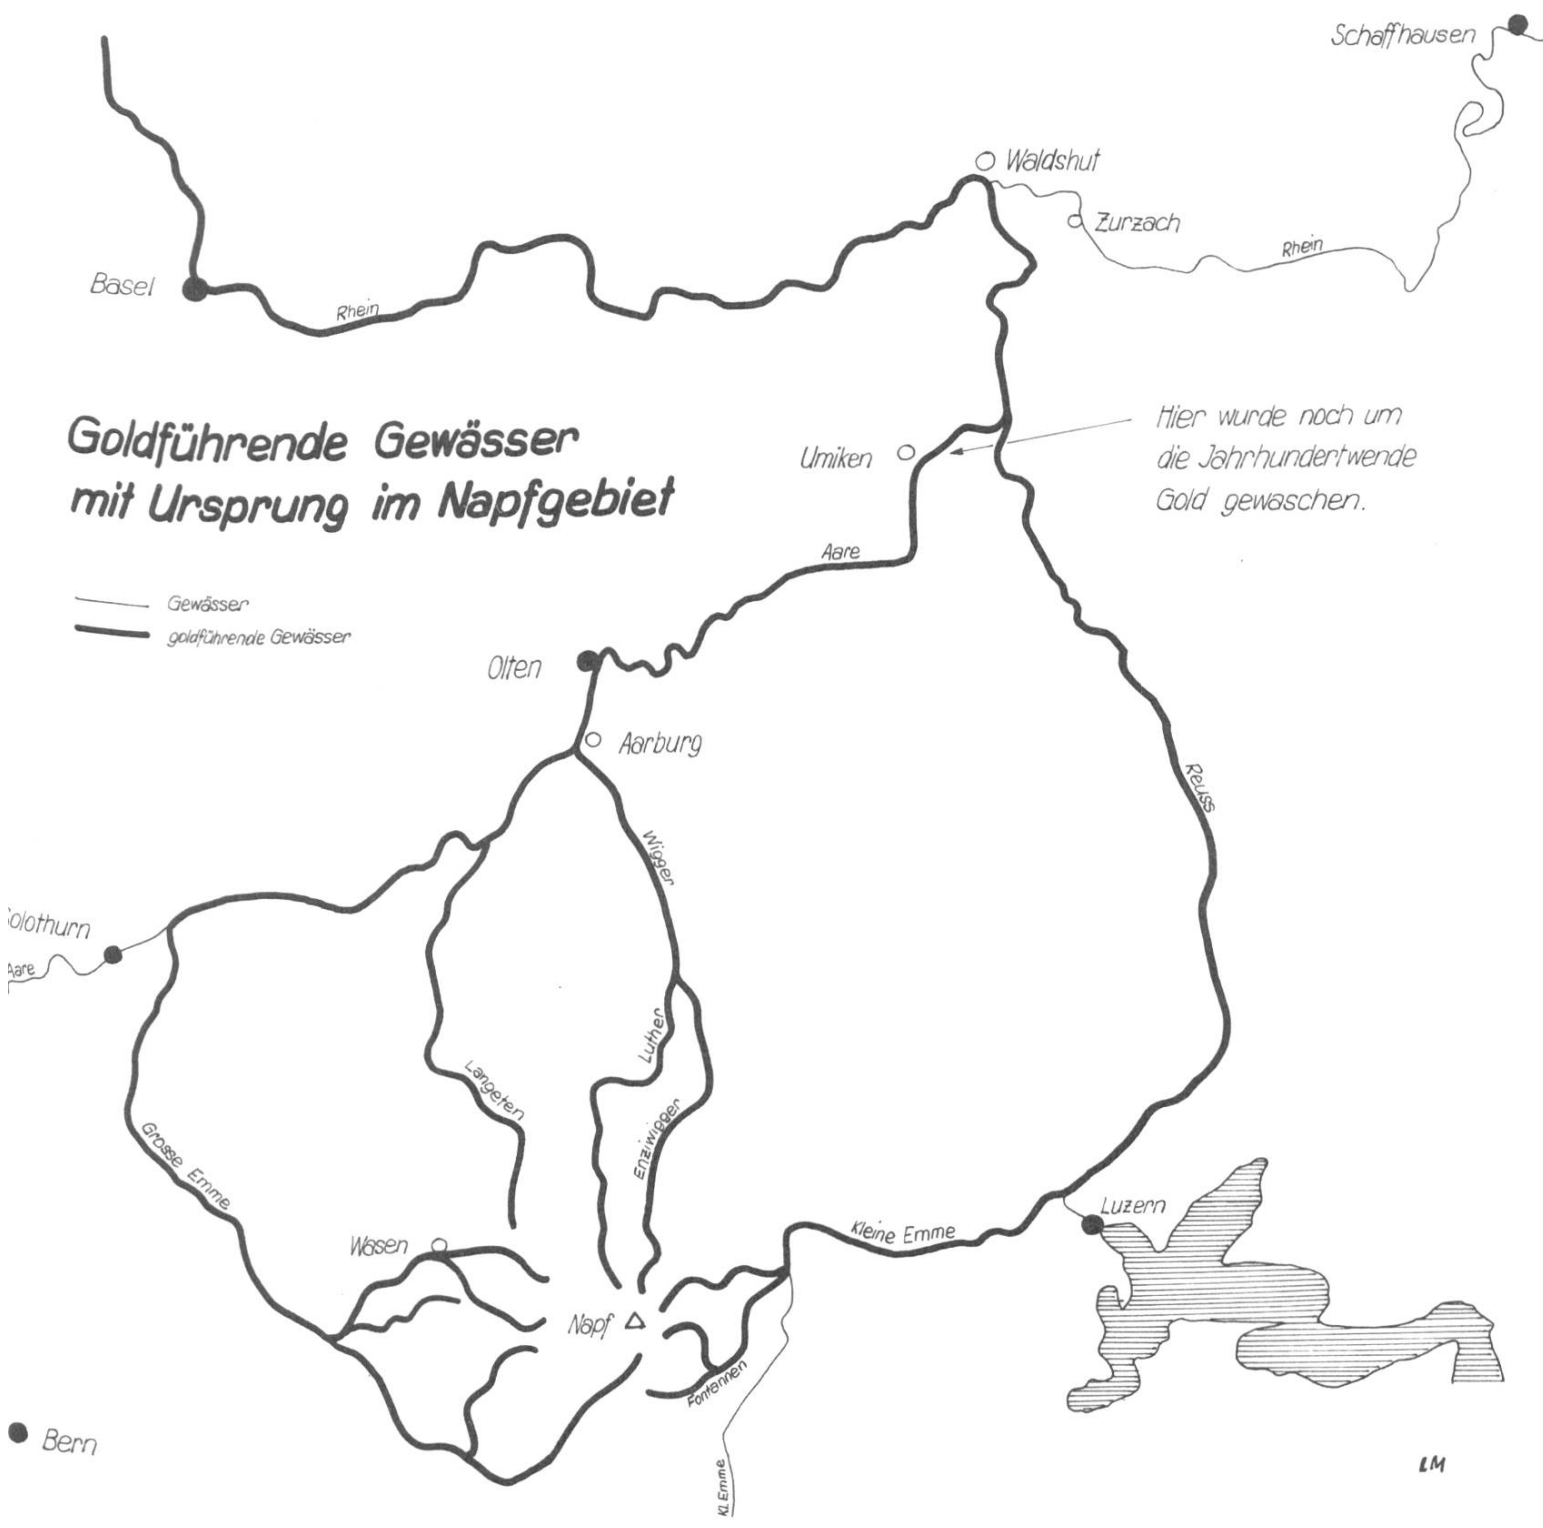 Schaffhausen
Waldshut
Zurzach
Rhein
Basel
Rhein
Goldführende Gewässer
mit Ursprung im Napfgebiet
Hier wurde noch um
die Jahrhundertwende
Gold gewaschen.
Umiken
Aare
Gewässer
goldführende Gewässer
Olten
Aarburg
Reuss
Wigger
Solothurn
Aare
Luther
Langeten
Enziwigger
Grosse Emme
Luzern
Kleine Emme
Wasen
Napf
Fontannen
Bern
Kl. Emme
LM